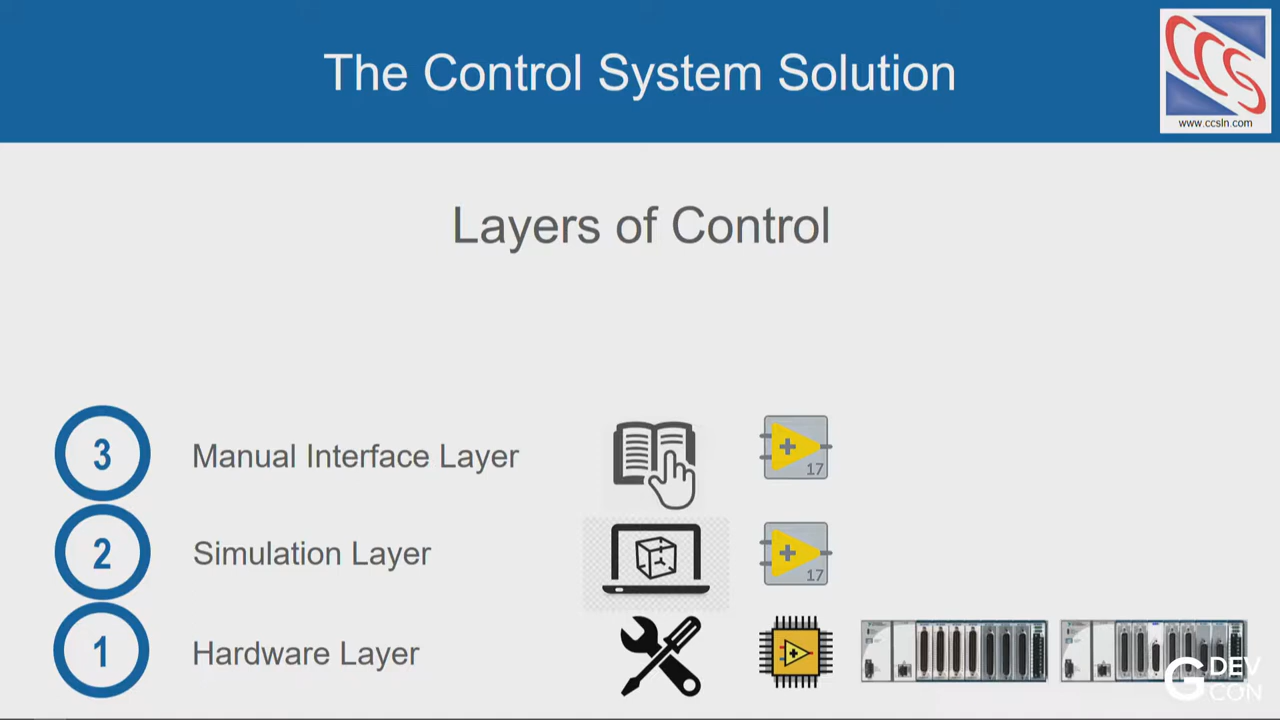 The Control System Solution
CCS
www.ccsln.com
Layers of Control
3 Manual Interface Layer
17
2 Simulation Layer
17
1 Hardware Layer
G DEV CON